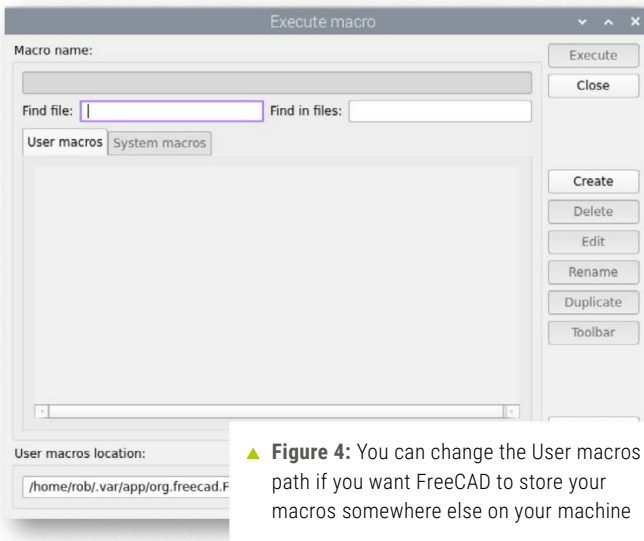 Execute macro
Macro name:
Execute
Close
Find file:
Find in files:
User macros
System macros
Create
Delete
Edit
Rename
Duplicate
Toolbar
User macros location:
/home/rob/.var/app/org.freecad.F
▲ Figure 4: You can change the User macros
path if you want FreeCAD to store your
macros somewhere else on your machine